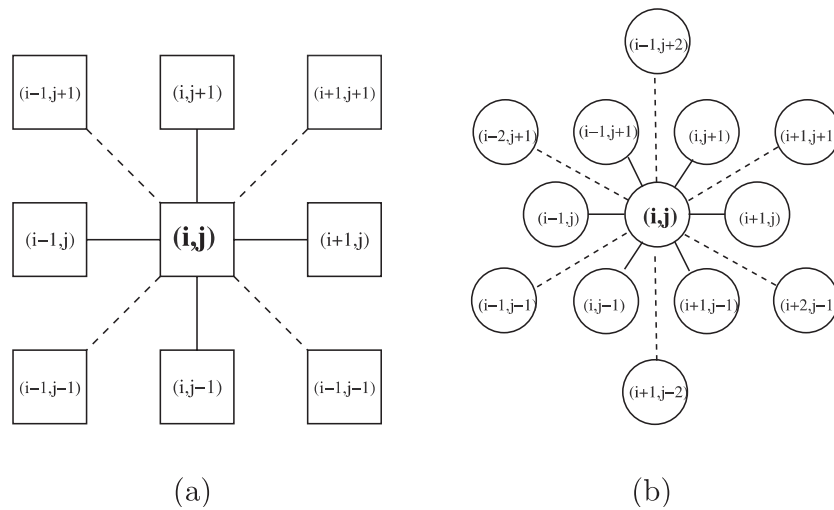 (i−1,j+1)
(i,j+1)
(i+1,j+1)
(i−1,j)
(i,j)
(i+1,j)
(i−1,j−1)
(i,j−1)
(i−1,j−1)
(a)
(i−1,j+2)
(i−2,j+1)
(i−1,j+1)
(i,j+1)
(i+1,j+1)
(i−1,j)
(i,j)
(i+1,j)
(i−1,j−1)
(i,j−1)
(i+1,j−1)
(i+2,j−1)
(i+1,j−2)
(b)